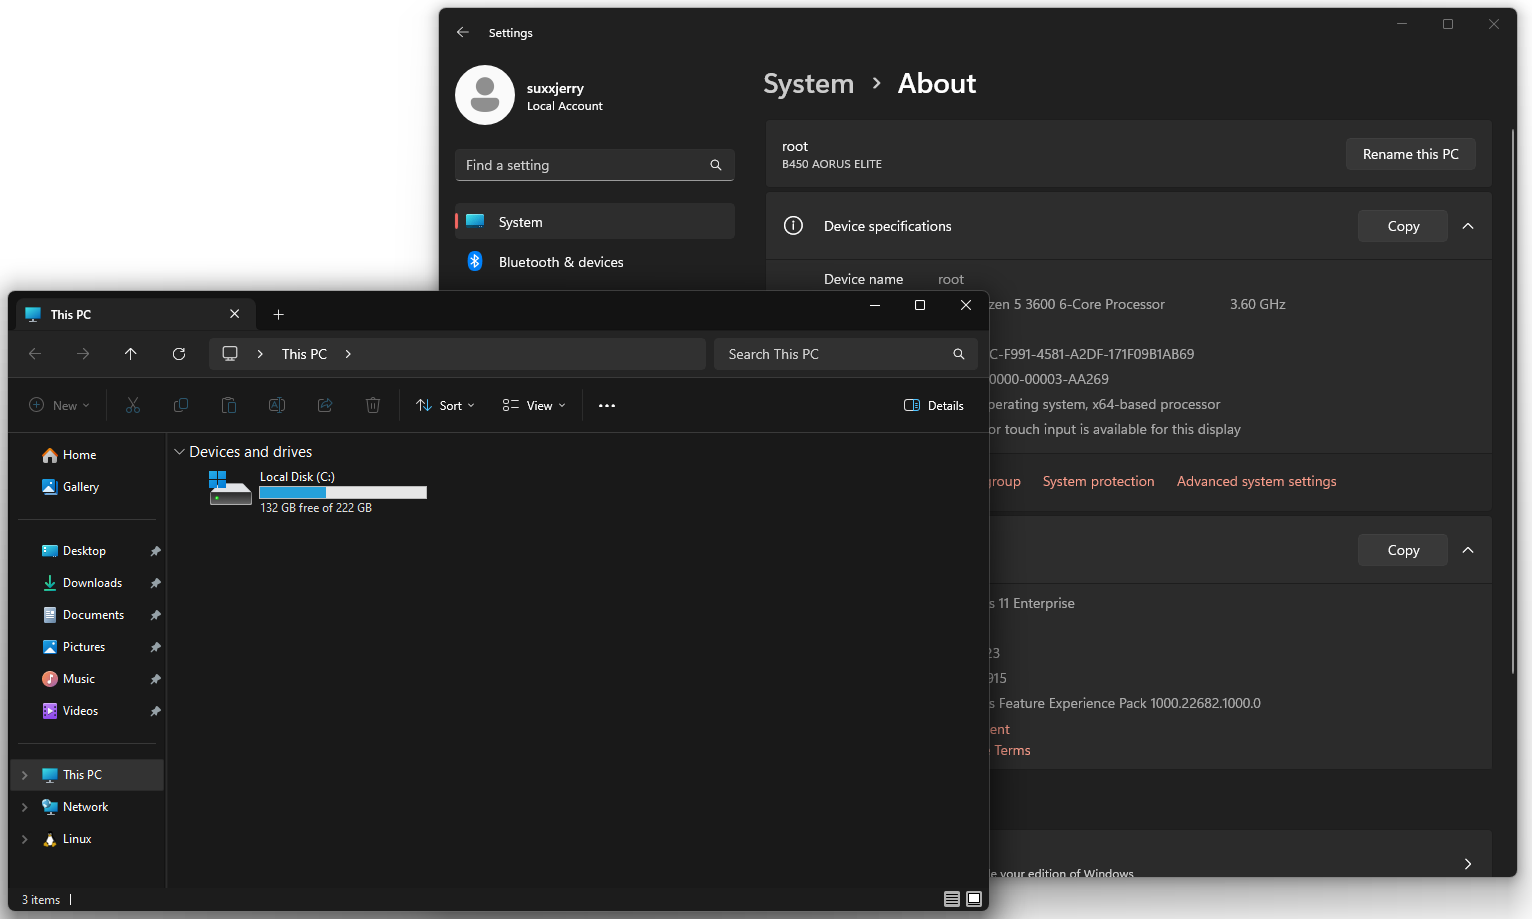 Settings
suxxjerry
Local Account
Find a setting
System
Bluetooth & devices
System > About
root
B450 AORUS ELITE
Rename this PC
Device specifications
Copy
Device name root
zen 5 3600 6-Core Processor 3.60 GHz
C-F991-4581-A2DF-171F09B1AB69
0000-00003-AA269
perating system, x64-based processor
or touch input is available for this display
group System protection Advanced system settings
Copy
s 11 Enterprise
23
915
s Feature Experience Pack 1000.22682.1000.0
ent
Terms
e your edition of Windows
This PC
This PC
Search This PC
New
Sort
View
Details
Home
Gallery
Desktop
Downloads
Documents
Pictures
Music
Videos
This PC
Network
Linux
Devices and drives
Local Disk (C:)
132 GB free of 222 GB
3 items